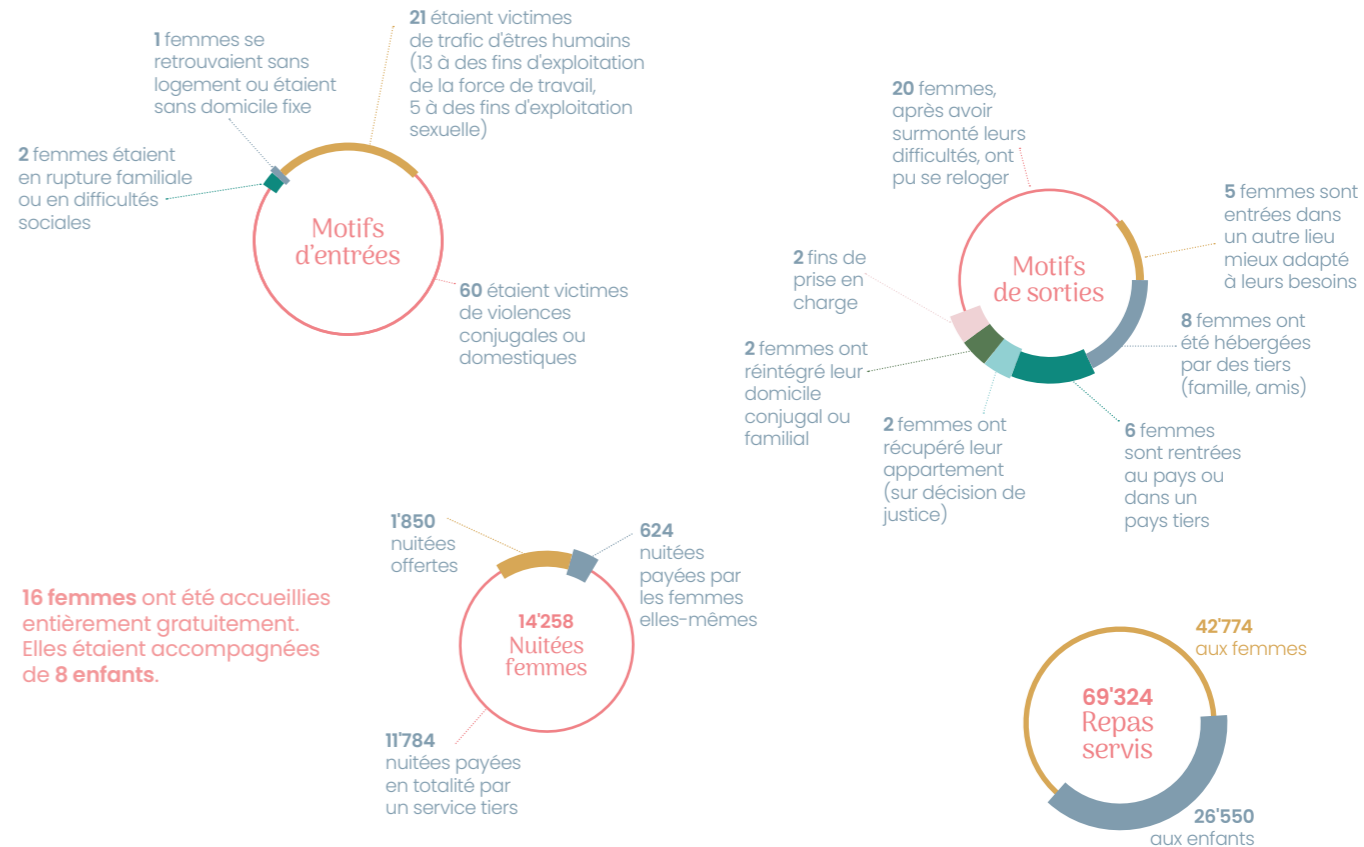 21 étaient victimes
de trafic d'êtres humains
(13 à des fins d'exploitation
de la force de travail,
5 à des fins d'exploitation
sexuelle)
1 femmes se
retrouvaient sans
logement ou étaient
sans domicile fixe
2 femmes étaient
en rupture familiale
ou en difficultés
sociales
Motifs
d'entrées
60 étaient victimes
de violences
conjugales ou
domestiques
20 femmes,
après avoir
surmonté leurs
difficultés, ont
pu se reloger
5 femmes sont
entrées dans
un autre lieu
mieux adapté
à leurs besoins
Motifs
de sorties
2 fins de
prise en
charge
8 femmes ont
été hébergées
par des tiers
(famille, amis)
2 femmes ont
réintégré leur
domicile
conjugal ou
familial
2 femmes ont
récupéré leur
appartement
(sur décision de
justice)
6 femmes
sont rentrées
au pays ou
dans un
pays tiers
16 femmes ont été accueillies
entièrement gratuitement.
Elles étaient accompagnées
de 8 enfants.
1'850
nuitées
offertes
624
nuitées
payées par
les femmes
elles-mêmes
14'258
Nuitées
femmes
11'784
nuitées payées
en totalité par
un service tiers
42'774
aux femmes
69'324
Repas
servis
26'550
aux enfants